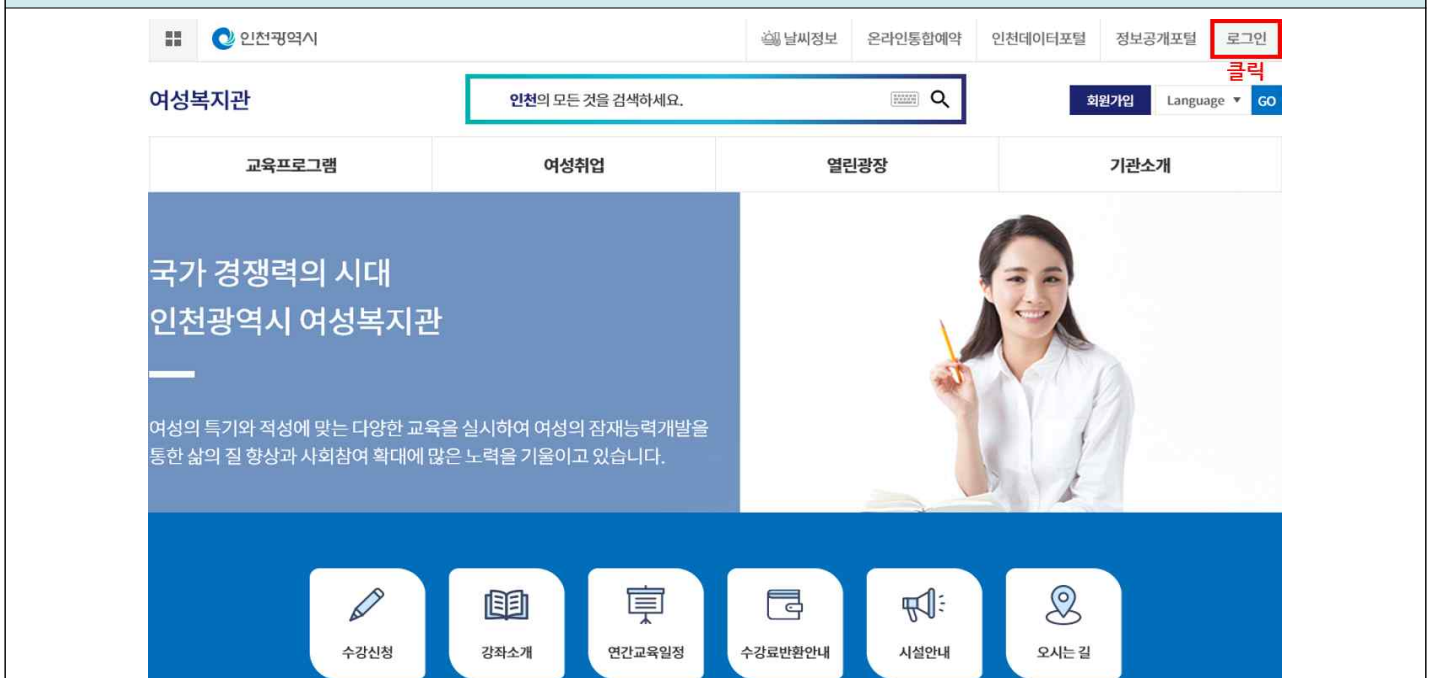 인천광역시
날씨정보 온라인통합예약 인천데이터포털 정보공개포털 로그인
클릭
여성복지관
인천의 모든 것을 검색하세요.
회원가입 Language ▼ GO
교육프로그램 여성취업 열린광장 기관소개
국가 경쟁력의 시대
인천광역시 여성복지관
여성의 특기와 적성에 맞는 다양한 교육을 실시하여 여성의 잠재능력개발을
통한 삶의 질 향상과 사회참여 확대에 많은 노력을 기울이고 있습니다.
수강신청 강좌소개 연간교육일정 수강료반환안내 시설안내 오시는 길